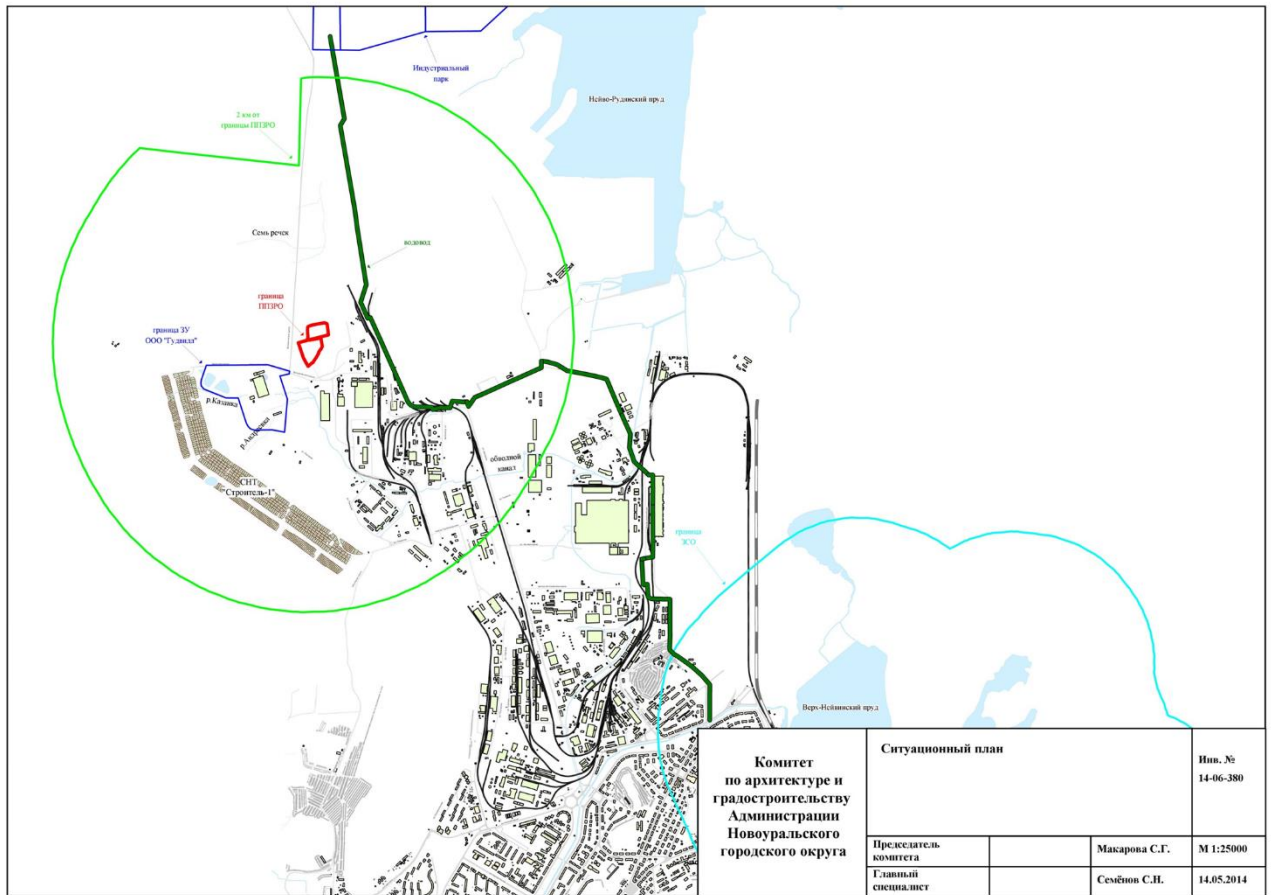 Индустриальный
парк
Нейво-Рудянский пруд
2 км от
границы ППЗРО
Семь речек
водовод
граница
ППЗРО
граница ЗУ
ООО "Гудвилл"
р.Казанка
СНТ
"Строитель-1"
обводной
канал
граница
ЗСО
Верх-Нейвинский пруд
Комитет
по архитектуре и
градостроительству
Администрации
Новоуральского
городского округа
Ситуационный план
Инв. №
14-06-380
Председатель
комитета
Макарова С.Г.
М 1:25000
Главный
специалист
Семёнов С.Н.
14.05.2014